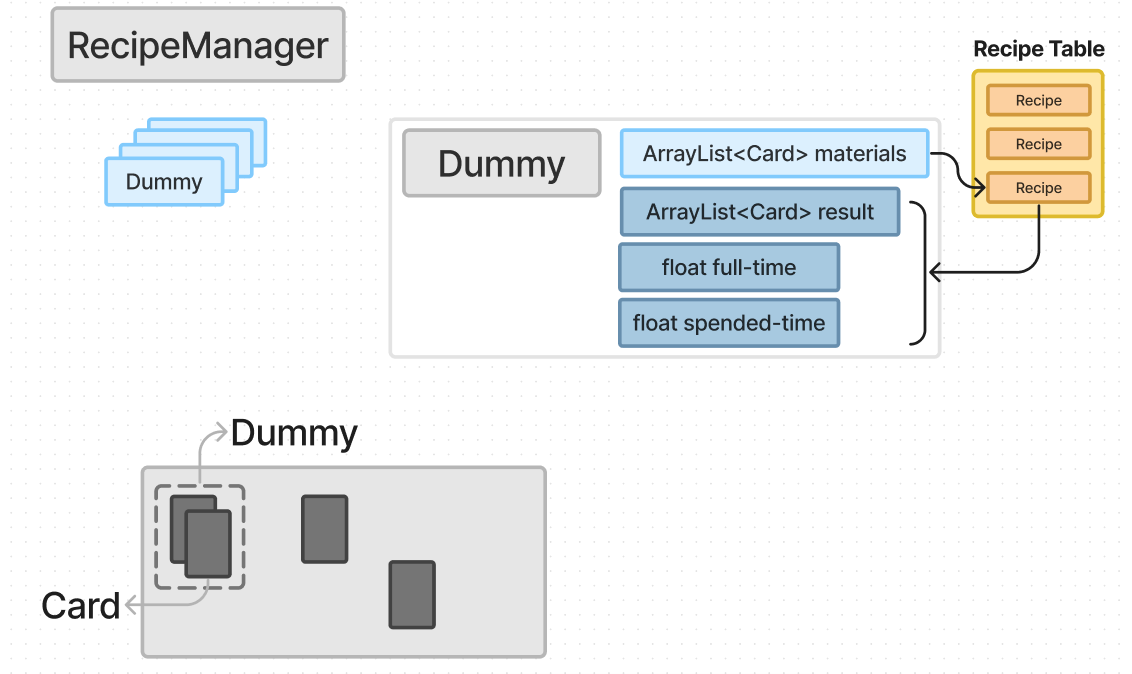 RecipeManager
Recipe Table
Recipe
Recipe
Recipe
Dummy
Dummy
ArrayList<Card> materials
ArrayList<Card> result
float full-time
float spended-time
Dummy
Card